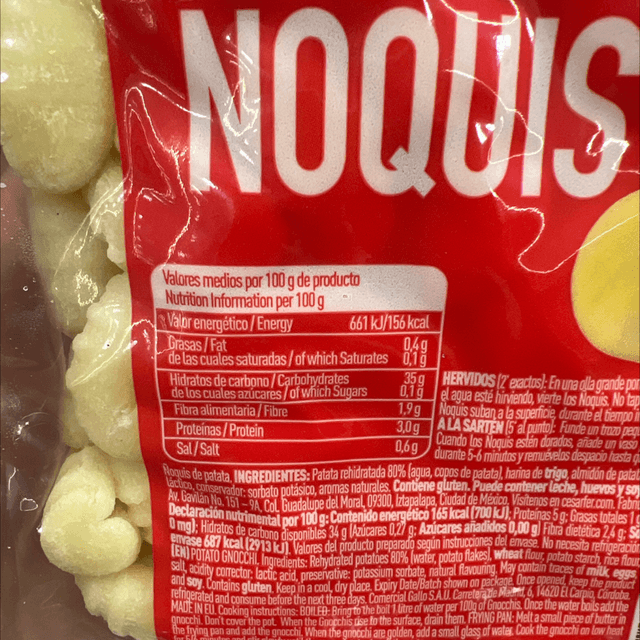 NOQUIS
Valores medios por 100 g de producto
Nutrition Information per 100 g
Valor energético / Energy 661 kJ/156 kcal
Grasas / Fat 0,4 g
de las cuales saturadas / of which Saturates 0,1 g
Hidratos de carbono / Carbohydrates 35 g
de los cuales azúcares / of which Sugars 0,1 g
Fibra alimentaria / Fibre 1,9 g
Proteínas / Protein 3,0 g
Sal / Salt 0,6 g
HERVIDOS (2' exactos): En una olla grande por
el agua esté hirviendo, vierte los Ñoquis. No tap
Ñoquis suban a la superficie, durante el tiempo
A LA SARTÉN (5' al punto): Funde un trozo peq
Cuando los Ñoquis estén dorados, añade un vaso
durante 5-6 minutos y remuévelos despacio hasta
Ñoquis de patata. INGREDIENTES: Patata rehidratada 80% (agua, copos de patata), harina de trigo, almidón de patat
láctico, conservador: sorbato potásico, aromas naturales. Contiene gluten. Puede contener leche, huevos y so
Av. Gavilán No. 151 - 9A, Col. Guadalupe del Moral, 09300, Iztapalapa, Ciudad de México. Visítenos en cesarfer.com. Fabri
Declaración nutrimental por 100 g: Contenido energético 165 kcal (700 kJ); Proteínas 5 g; Grasas totales
0 mg); Hidratos de carbono disponibles 34 g (Azúcares 0,27 g; Azúcares añadidos 0,00 g) Fibra dietética 2,4 g; So
envase 687 kcal (2913 kJ). Valores del producto preparado según instrucciones del envase. No necesita refrigeració
(EN) POTATO GNOCCHI. Ingredients: Rehydrated potatoes 80% (water, potato flakes), wheat flour, potato starch, rice flou
salt, acidity corrector: lactic acid, preservative: potassium sorbate, natural flavouring. May contain traces of milk, eggs
and soy. Contains gluten. Keep in a cool, dry place. Expiry Date/Batch shown on package. Once opened, keep the product
refrigerated and consume before the next three days. Comercial Gallo S.A.U. 14620 El Carpio, Córdoba.
MADE IN EU. Cooking instructions: BOILED: Bring to the boil 1 litre of water per 100g of Gnocchis. Once the water boils add the
gnocchi. Don't cover the pot. When the Gnocchis rise to the surface, drain them. FRYING PAN: Melt a small piece of butter in
the frying pan and add the gnocchi. When the gnocchi are golden, add a small glass of water. Cook the gnocchi on low heat